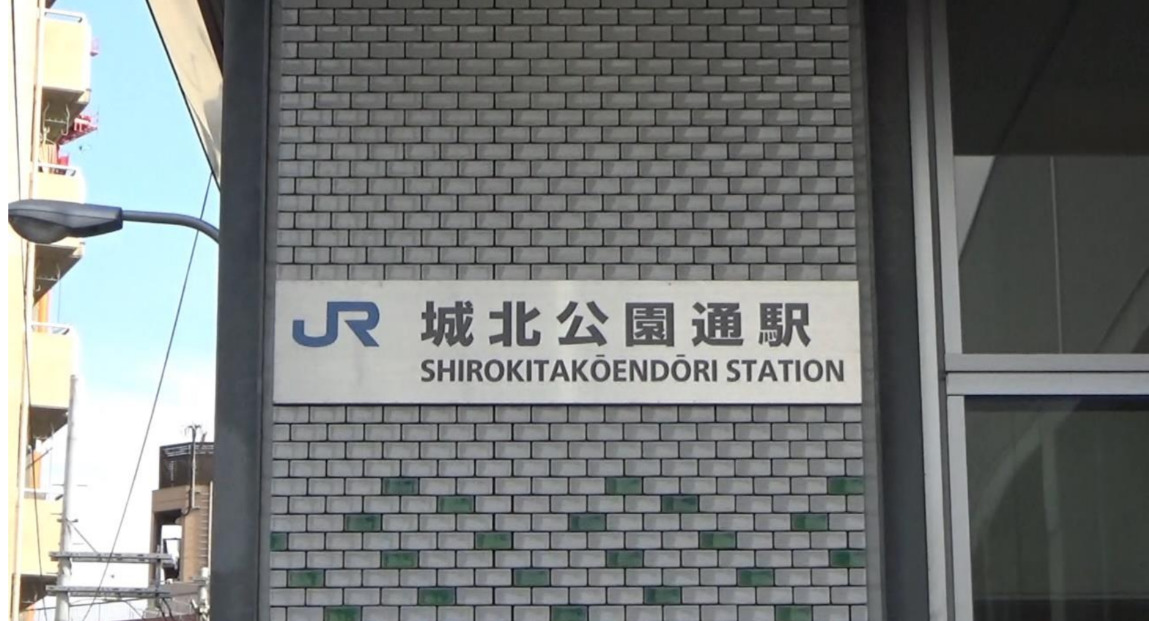 JR 城北公園通駅
SHIROKITAKŌENDŌRI STATION